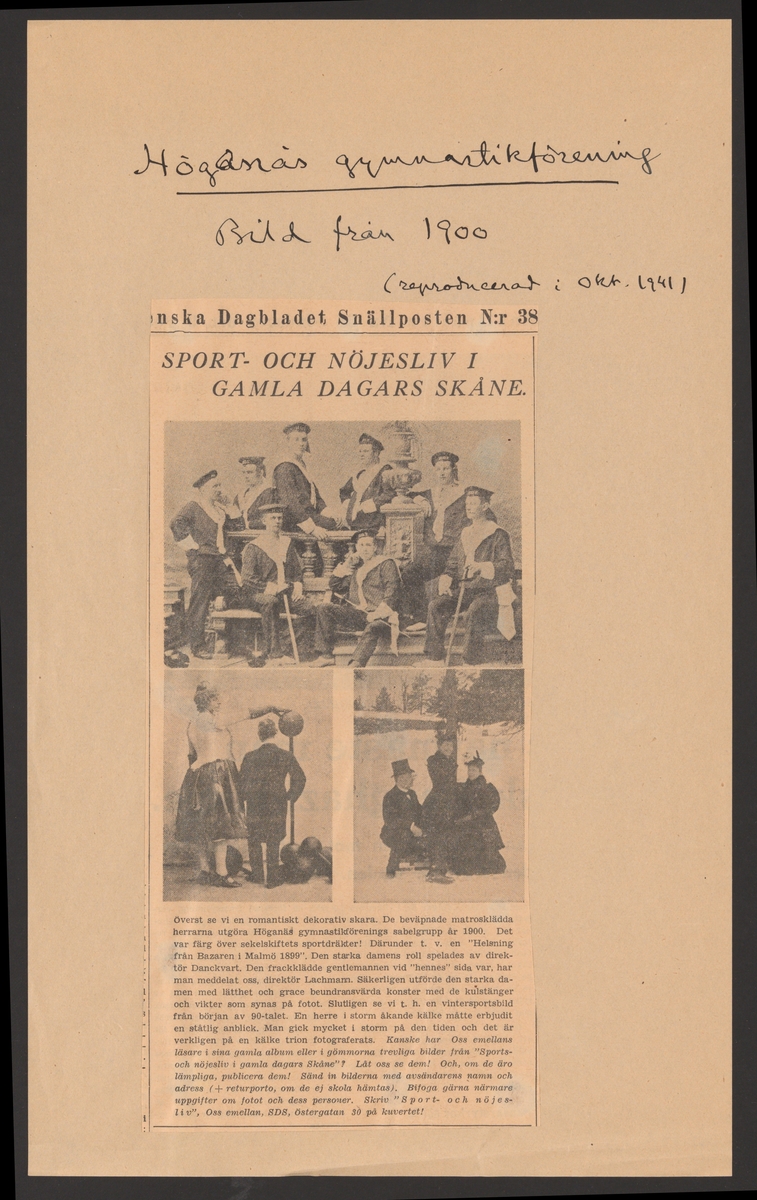 Höganäs gymnastikförening
Bild från 1900
(reproducerad i Okt. 1941)
nska Dagbladet Snällposten N:r 38
SPORT- OCH NÖJESLIV I
GAMLA DAGARS SKÅNE.
Överst se vi en romantiskt dekorativ skara. De beväpnade matrosklädda
herrarna utgöra Höganäs gymnastikförenings sabelgrupp år 1900. Det
var färg över sekelskiftets sportdräkter! Därunder t. v. en "Helsning
från Bazaren i Malmö 1899". Den starka damens roll spelades av direk-
tör Danckvart. Den frackklädde gentlemannen vid "hennes" sida var, har
man meddelat oss, direktör Lachmann. Säkerligen utförde den starka da-
men med lätthet och grace beundransvärda konster med de kulstänger
och vikter som synas på fotot. Slutligen se vi t. h. en vintersportsbild
från början av 90-talet. En herre i storm åkande kälke måtte erbjudit
en ståtlig anblick. Man gick mycket i storm på den tiden och det är
verkligen på en kälke trion fotograferats. Kanske har Oss emellans
läsare i sina gamla album eller i gömmorna trevliga bilder från "Sports-
och nöjesliv i gamla dagars Skåne"? Låt oss se dem! Och, om de äro
lämpliga, publicera dem! Sänd in bilderna med avsändarens namn och
adress (+ returporto, om de ej skola hämtas). Bifoga gärna närmare
uppgifter om fotot och dess personer. Skriv "Sport- och nöjes-
liv", Oss emellan, SDS, Östergatan 30 på kuvertet!